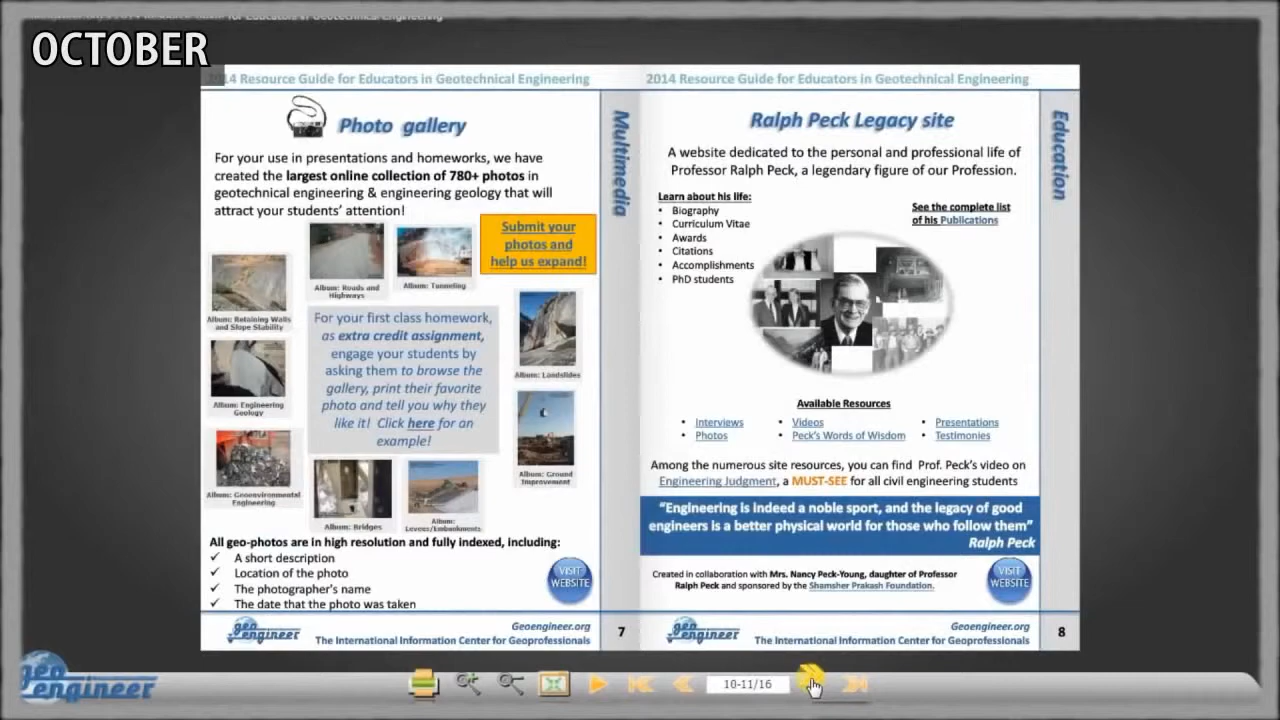 OCTOBER
14 Resource Guide for Educators in Geotechnical Engineering
Photo gallery
For your use in presentations and homeworks, we have
created the largest online collection of 780+ photos in
geotechnical engineering & engineering geology that will
attract your students' attention!
Submit your
photos and
help us expand!
Album: Roads and
Highways
Album: Tunneling
Album: Retaining Walls
and Slope Stability
For your first class homework,
as extra credit assignment,
engage your students by
asking them to browse the
gallery, print their favorite
photo and tell you why they
like it! Click here for an
example!
Album: Landslides
Album: Engineering
Geology
Album: Ground
Improvement
Album: Geoenvironmental
Engineering
Album: Bridges
Album:
Levees/Embankments
All geo-photos are in high resolution and fully indexed, including:
✓ A short description
✓ Location of the photo
✓ The photographer's name
✓ The date that the photo was taken
VISIT
WEBSITE
geo
engineer
Geoengineer.org
The International Information Center for Geoprofessionals
7
Multimedia
2014 Resource Guide for Educators in Geotechnical Engineering
Ralph Peck Legacy site
A website dedicated to the personal and professional life of
Professor Ralph Peck, a legendary figure of our Profession.
Learn about his life:
• Biography
• Curriculum Vitae
• Awards
• Citations
• Accomplishments
• PhD students
See the complete list
of his Publications
Available Resources
• Interviews • Videos • Presentations
• Photos • Peck's Words of Wisdom • Testimonies
Among the numerous site resources, you can find Prof. Peck's video on
Engineering Judgment, a MUST-SEE for all civil engineering students
"Engineering is indeed a noble sport, and the legacy of good
engineers is a better physical world for those who follow them"
Ralph Peck
Created in collaboration with Mrs. Nancy Peck-Young, daughter of Professor
Ralph Peck and sponsored by the Shamsher Prakash Foundation.
VISIT
WEBSITE
geo
engineer
Geoengineer.org
The International Information Center for Geoprofessionals
8
Education
geo
engineer
10-11/16